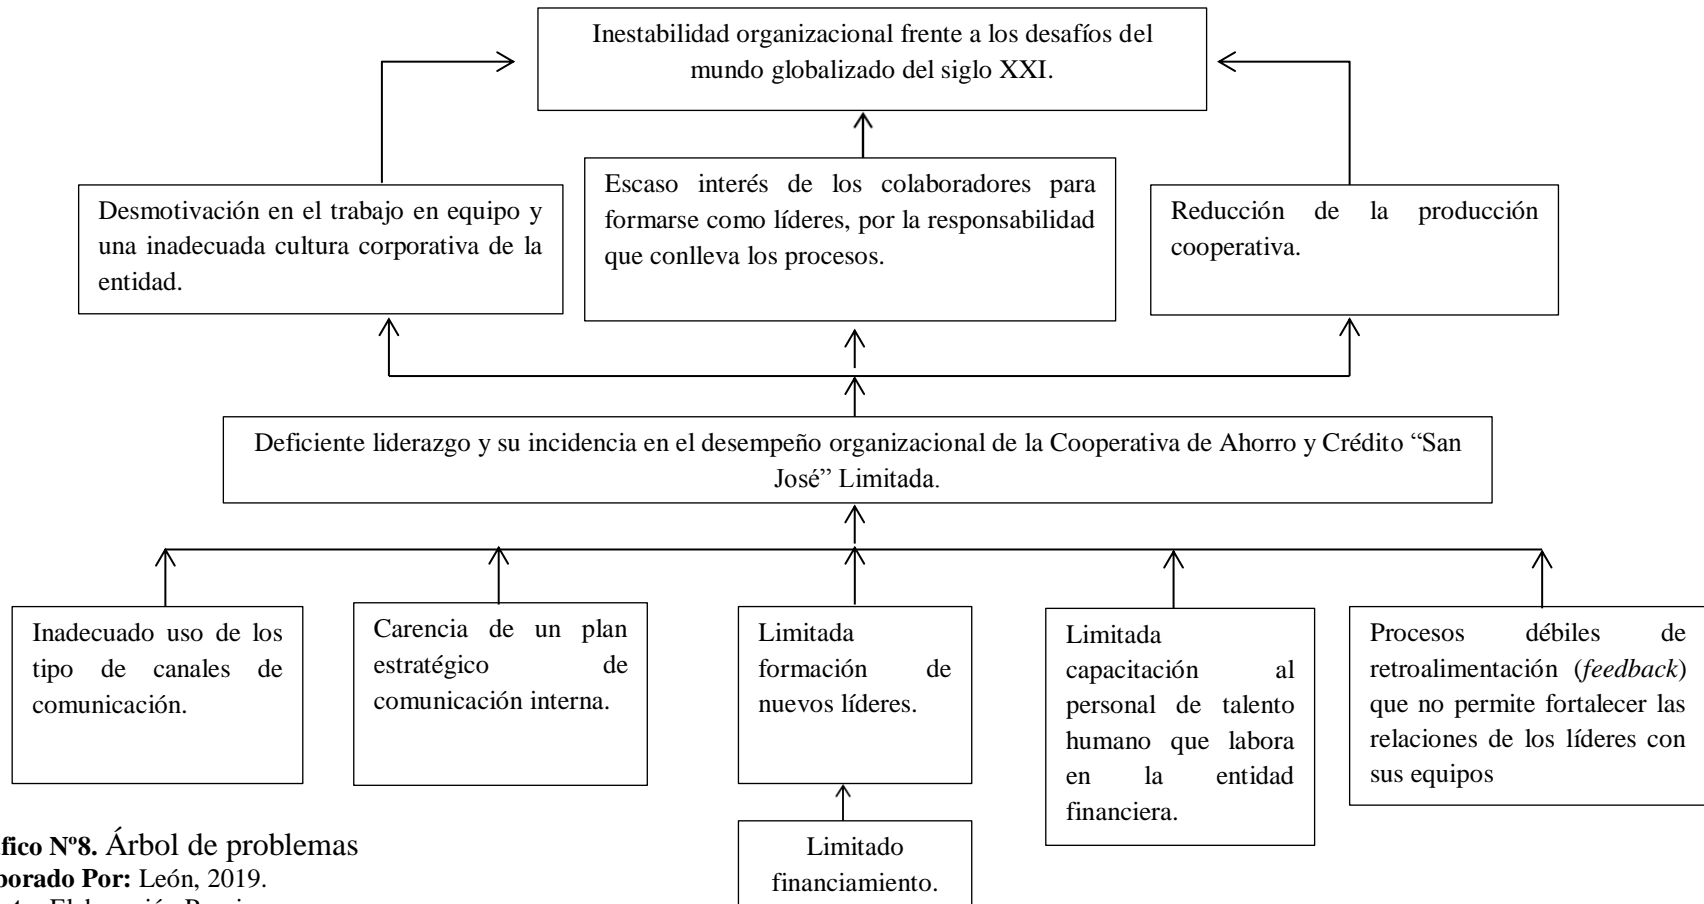 Inestabilidad organizacional frente a los desafíos del
mundo globalizado del siglo XXI.
Desmotivación en el trabajo en equipo y
una inadecuada cultura corporativa de la
entidad.
Escaso interés de los colaboradores para
formarse como líderes, por la responsabilidad
que conlleva los procesos.
Reducción de la producción
cooperativa.
Deficiente liderazgo y su incidencia en el desempeño organizacional de la Cooperativa de Ahorro y Crédito “San
José” Limitada.
Inadecuado uso de los
tipo de canales de
comunicación.
Carencia de un plan
estratégico de
comunicación interna.
Limitada
formación de
nuevos líderes.
Limitada
capacitación al
personal de talento
humano que labora
en la entidad
financiera.
Procesos débiles de
retroalimentación (feedback)
que no permite fortalecer las
relaciones de los líderes con
sus equipos
Limitado
financiamiento.
fico Nº8. Árbol de problemas
orado Por: León, 2019.